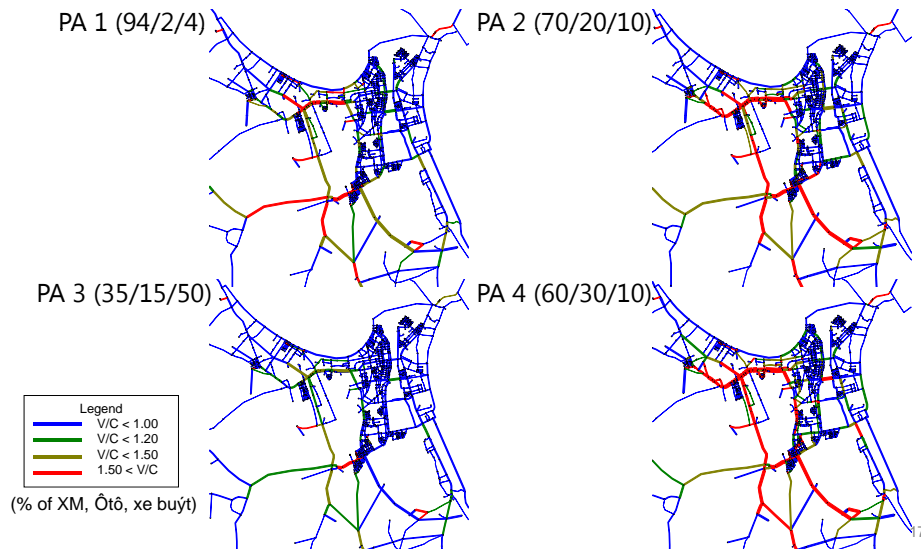 PA 1 (94/2/4)
PA 2 (70/20/10)
PA 3 (35/15/50)
PA 4 (60/30/10)
Legend
V/C < 1.00
V/C < 1.20
V/C < 1.50
1.50 < V/C
(% of XM, Ôtô, xe buýt)
17